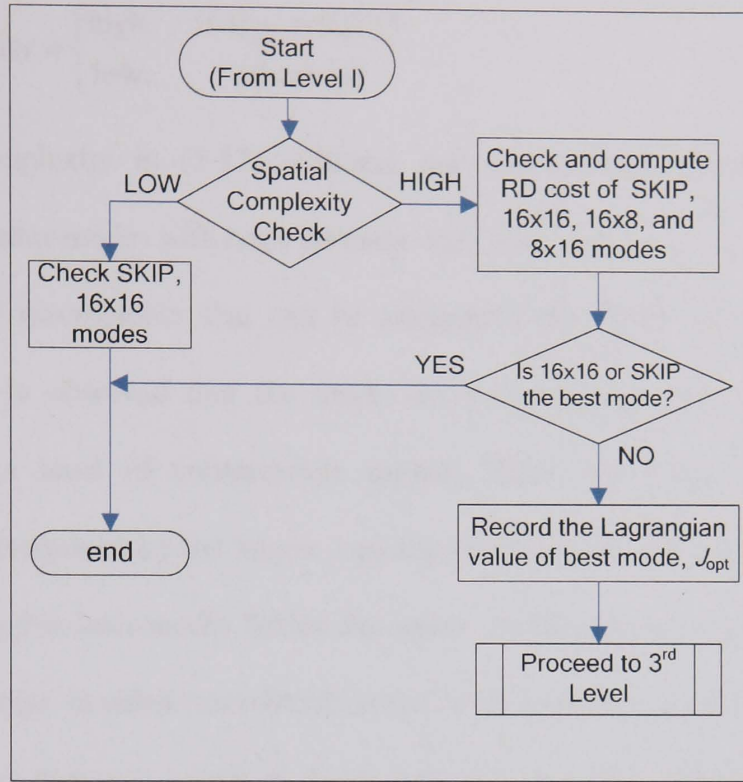 Start
(From Level I)
Spatial
Complexity
Check
LOW
HIGH
Check SKIP,
16x16
modes
Check and compute
RD cost of SKIP,
16x16, 16x8, and
8x16 modes
Is 16x16 or SKIP
the best mode?
YES
NO
end
Record the Lagrangian
value of best mode, Jopt
Proceed to 3rd
Level